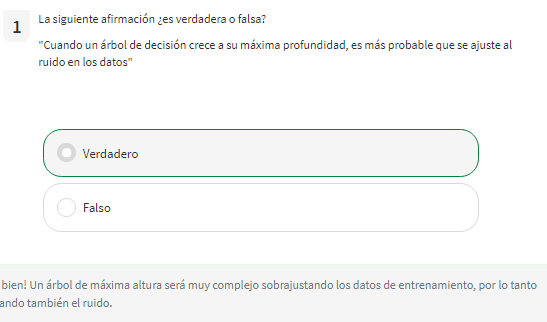 1
La siguiente afirmación ¿es verdadera o falsa?
"Cuando un árbol de decisión crece a su máxima profundidad, es más probable que se ajuste al
ruido en los datos"
Verdadero
Falso
bien! Un árbol de máxima altura será muy complejo sobrajustando los datos de entrenamiento, por lo tanto
ando también el ruido.